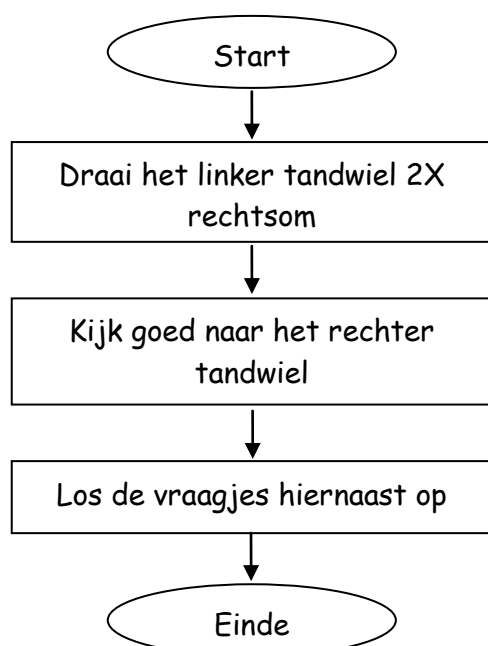 Start
Draai het linker tandwiel 2X
rechtsom
Kijk goed naar het rechter
tandwiel
Los de vraagjes hiernaast op
Einde